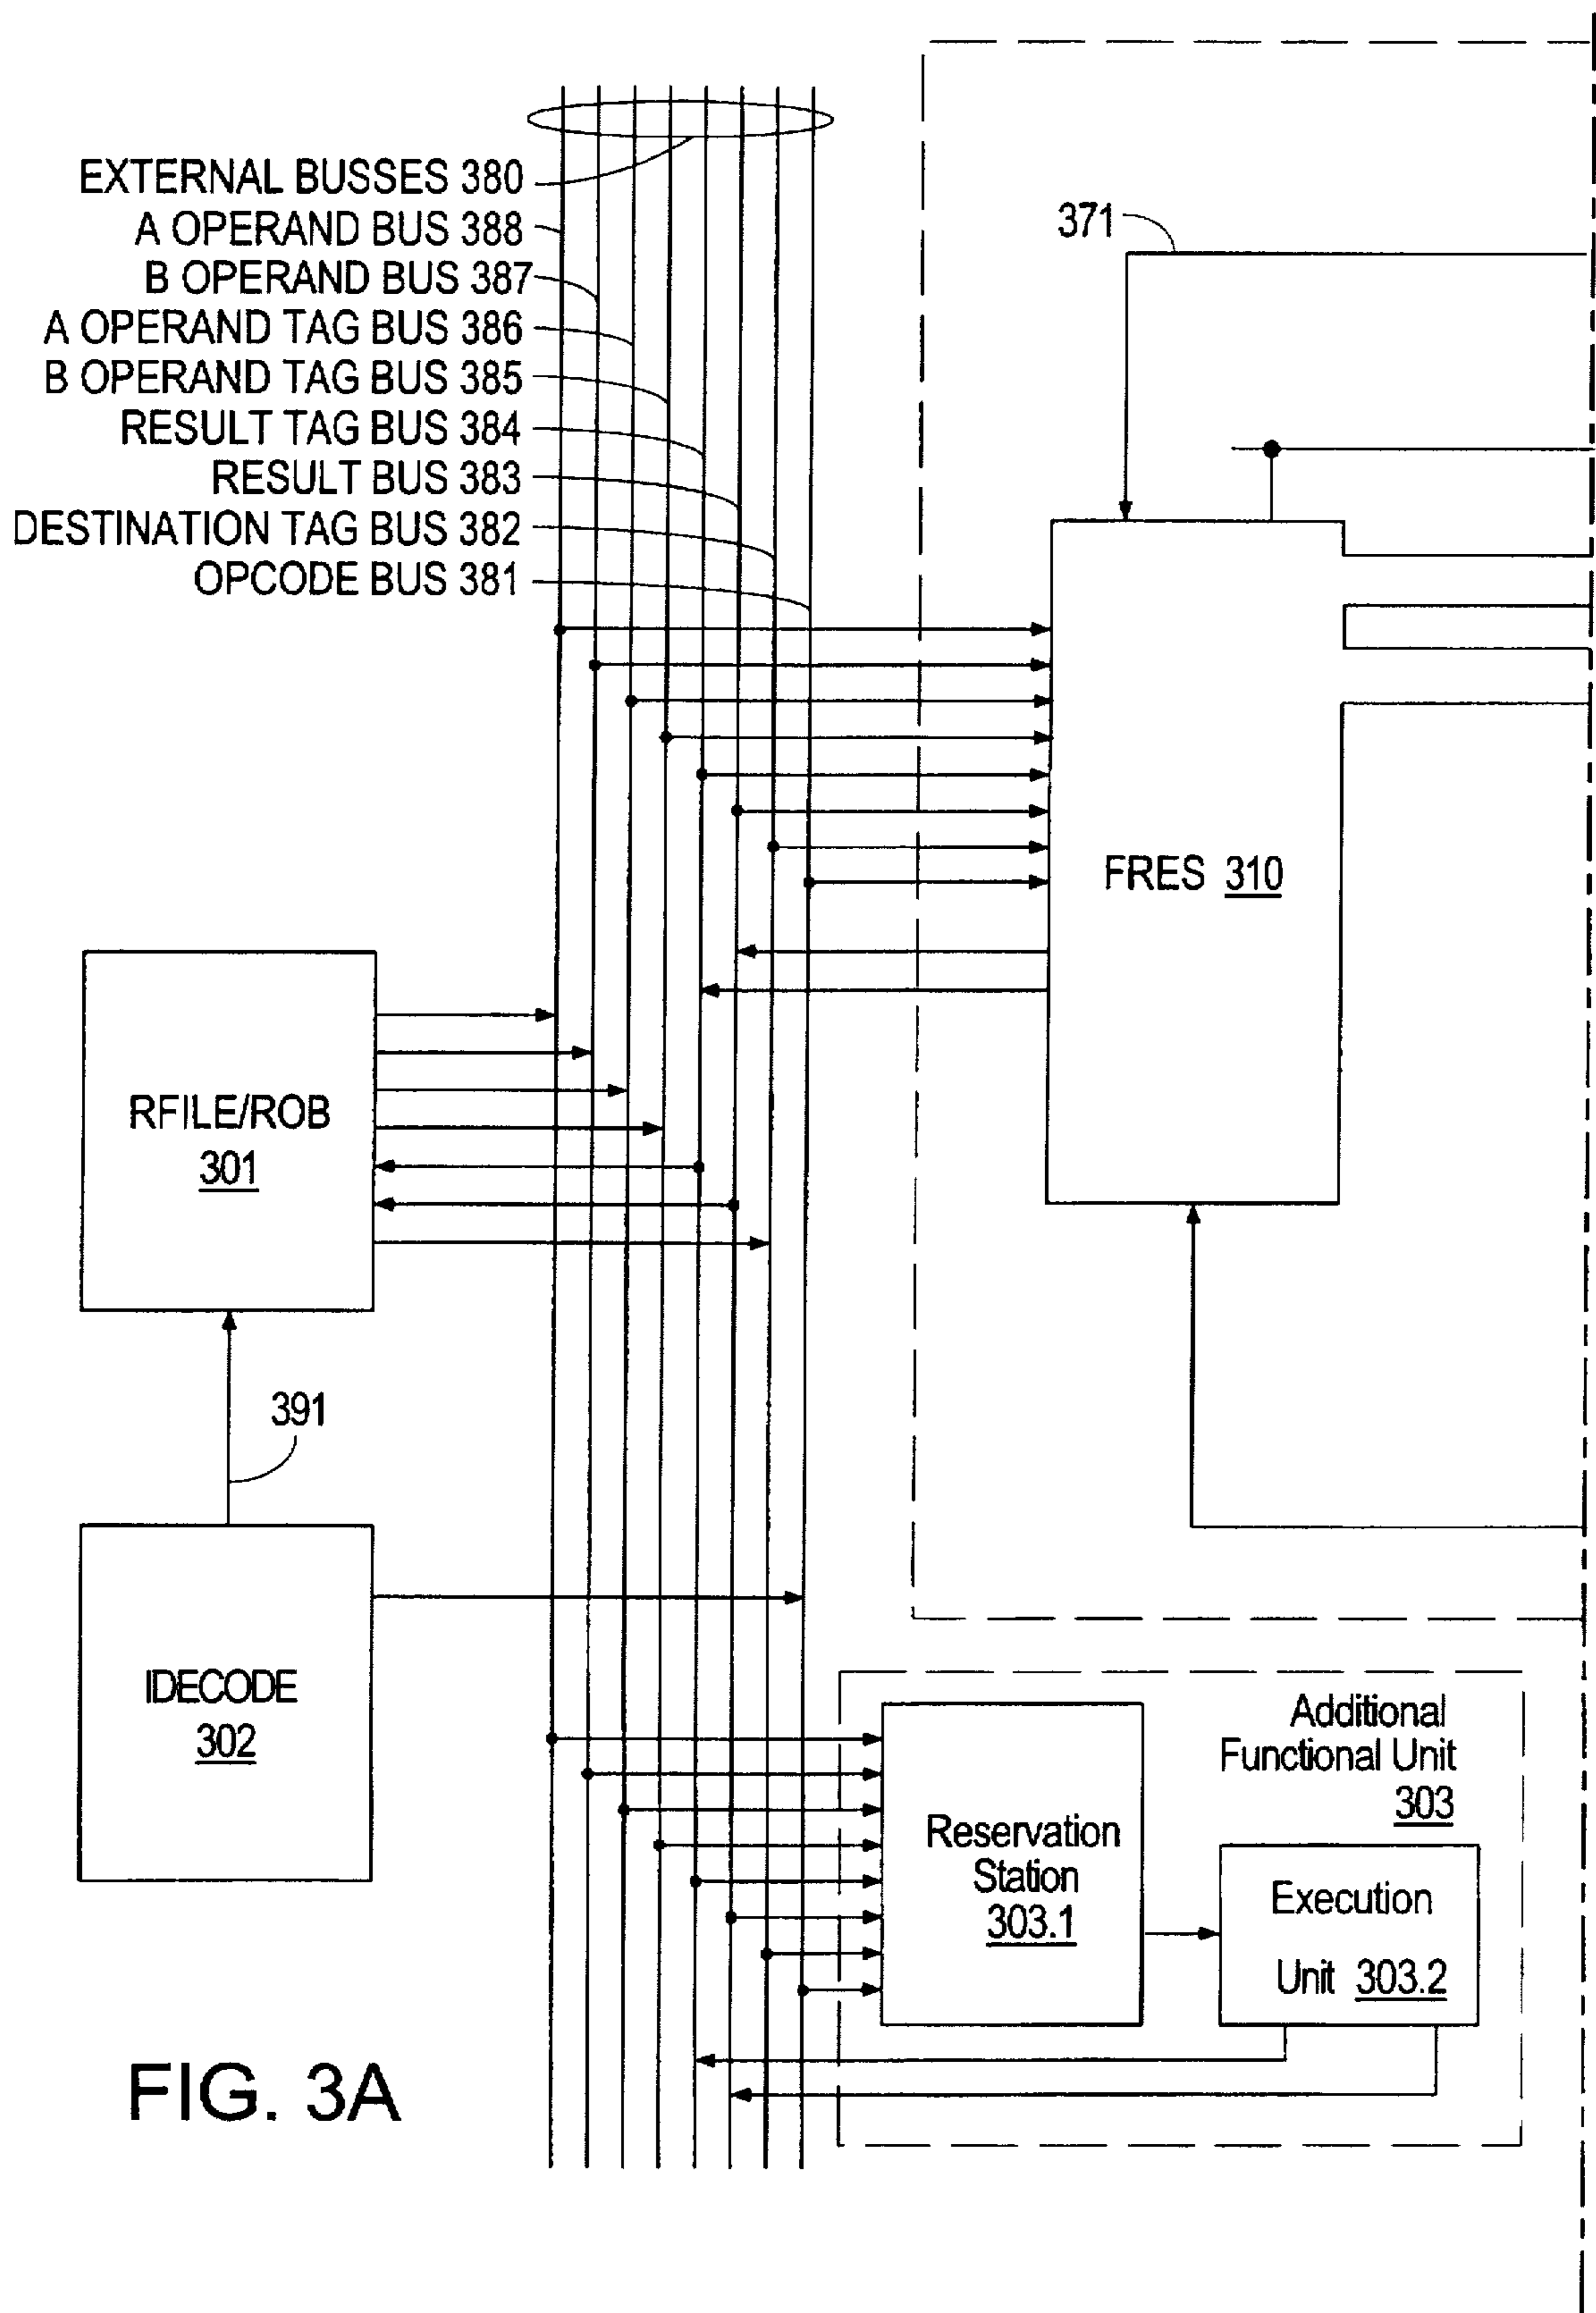 EXTERNAL BUSSES 380
A OPERAND BUS 388
B OPERAND BUS 387
A OPERAND TAG BUS 386
B OPERAND TAG BUS 385
RESULT TAG BUS 384
RESULT BUS 383
DESTINATION TAG BUS 382
OPCODE BUS 381
371
FRES 310
RFILE/ROB
301
391
IDECODE
302
Additional
Functional Unit
303
Reservation
Station
303.1
Execution
Unit 303.2
FIG. 3A